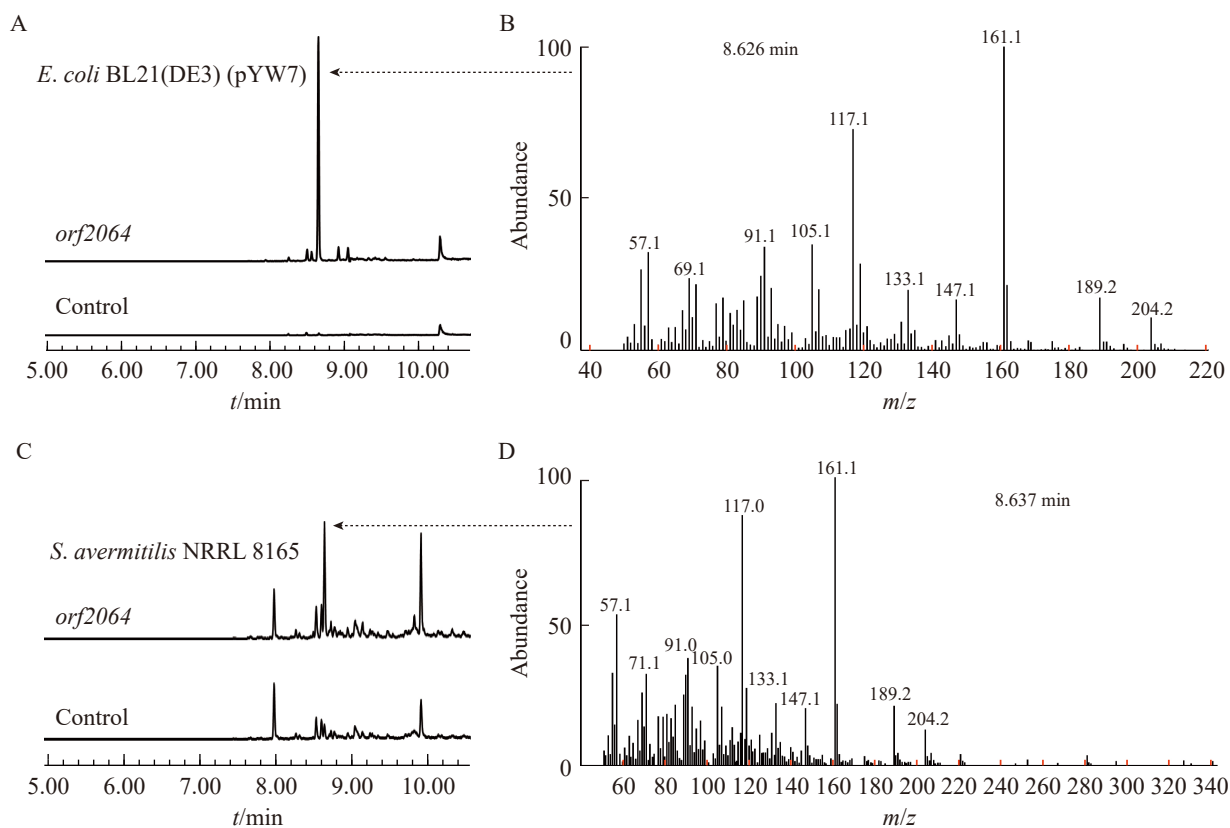 A
E. coli BL21(DE3) (pYW7)
orf2064
Control
5.00 6.00 7.00 8.00 9.00 10.00
t/min
B
8.626 min
161.1
117.1
57.1
69.1
91.1
105.1
133.1
147.1
189.2
204.2
100
50
0
Abundance
40 60 80 100 120 140 160 180 200 220
m/z
C
S. avermitilis NRRL 8165
orf2064
Control
5.00 6.00 7.00 8.00 9.00 10.00
t/min
D
161.1
8.637 min
117.0
57.1
71.1
91.0
105.0
133.1
147.1
189.2
204.2
100
50
0
Abundance
60 80 100 120 140 160 180 200 220 240 260 280 320 340
m/z